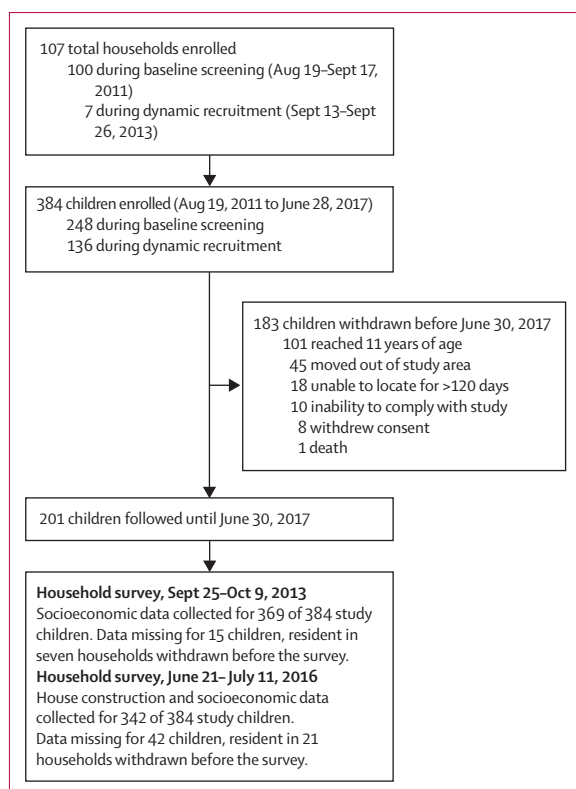 107 total households enrolled
100 during baseline screening (Aug 19–Sept 17,
2011)
7 during dynamic recruitment (Sept 13–Sept
26, 2013)
384 children enrolled (Aug 19, 2011 to June 28, 2017)
248 during baseline screening
136 during dynamic recruitment
183 children withdrawn before June 30, 2017
101 reached 11 years of age
45 moved out of study area
18 unable to locate for >120 days
10 inability to comply with study
8 withdrew consent
1 death
201 children followed until June 30, 2017
Household survey, Sept 25–Oct 9, 2013
Socioeconomic data collected for 369 of 384 study
children. Data missing for 15 children, resident in
seven households withdrawn before the survey.
Household survey, June 21– July 11, 2016
House construction and socioeconomic data
collected for 342 of 384 study children.
Data missing for 42 children, resident in 21
households withdrawn before the survey.